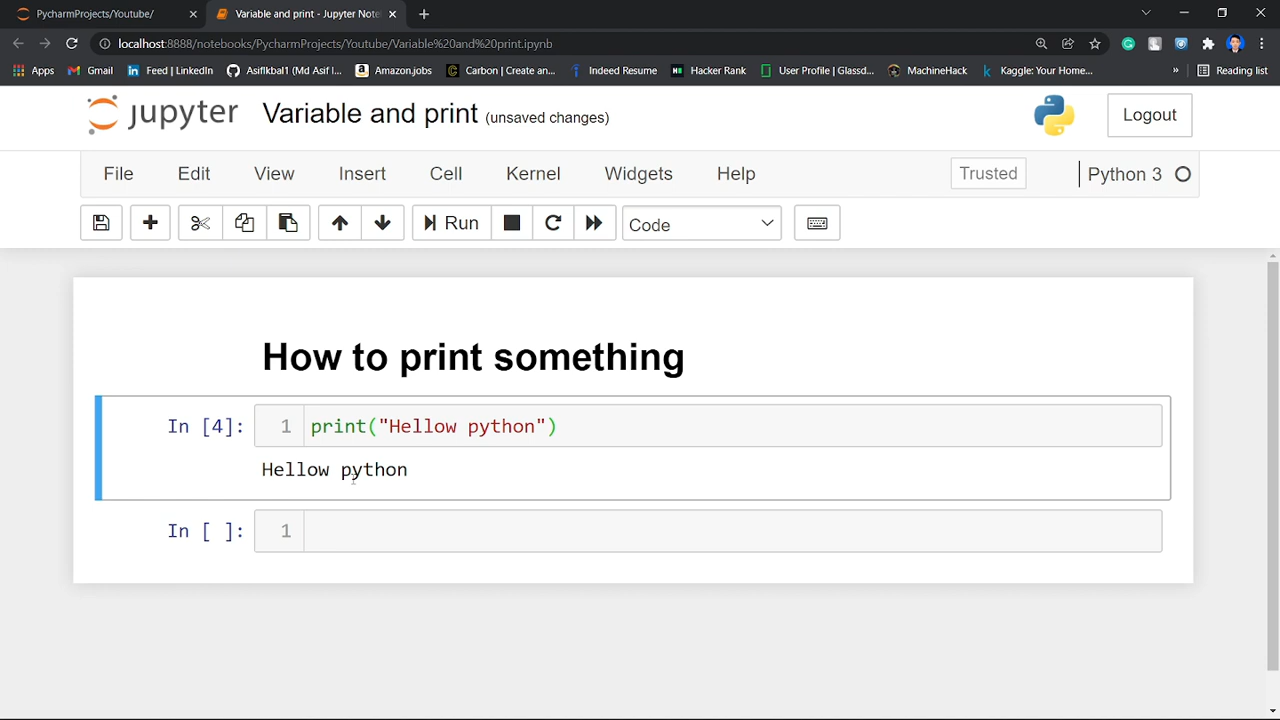 PycharmProjects/Youtube/
Variable and print - Jupyter Note
localhost:8888/notebooks/PycharmProjects/Youtube/Variable%20and%20print.ipynb
Apps Gmail Feed | LinkedIn AsifIkbal1 (Md Asif I... Amazon.jobs Carbon | Create an... Indeed Resume Hacker Rank User Profile | Glassd... MachineHack Kaggle: Your Home... » Reading list
jupyter Variable and print (unsaved changes) Logout
File Edit View Insert Cell Kernel Widgets Help Trusted Python 3
Run Code
How to print something
In [4]: 1 print("Hellow python")
Hellow python
In [ ]: 1